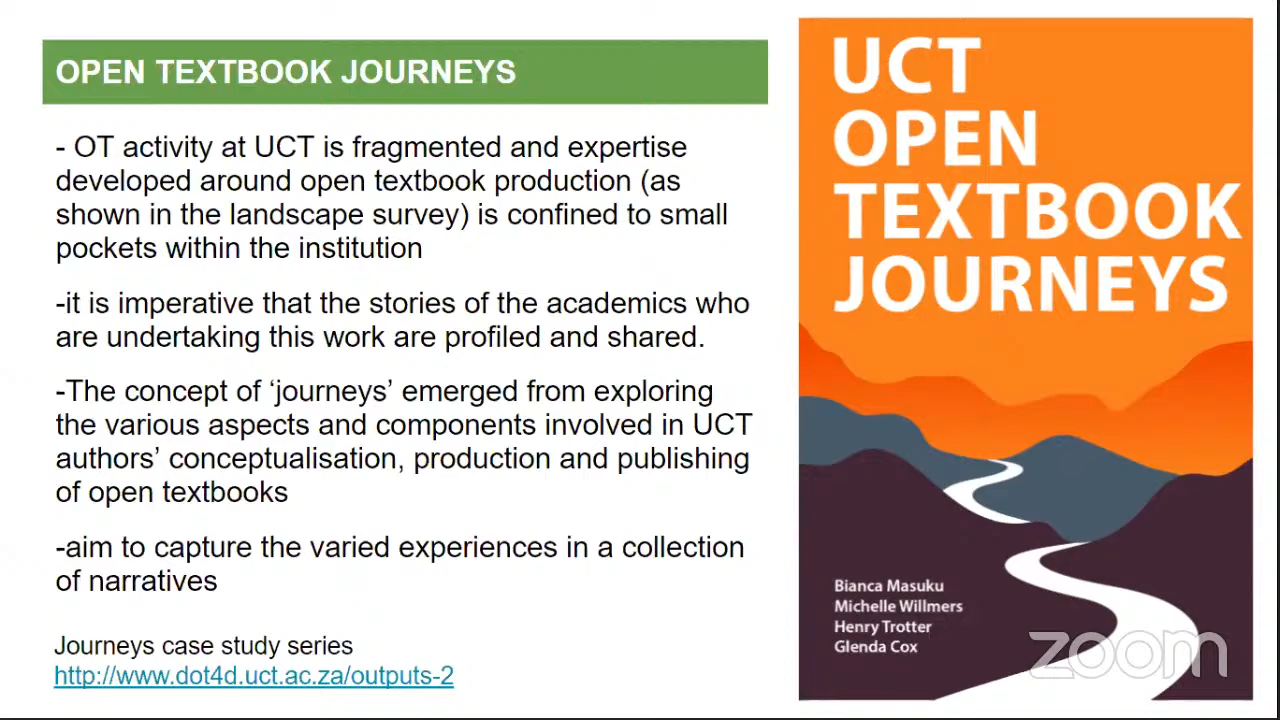 OPEN TEXTBOOK JOURNEYS
- OT activity at UCT is fragmented and expertise
developed around open textbook production (as
shown in the landscape survey) is confined to small
pockets within the institution
-it is imperative that the stories of the academics who
are undertaking this work are profiled and shared.
-The concept of ‘journeys’ emerged from exploring
the various aspects and components involved in UCT
authors’ conceptualisation, production and publishing
of open textbooks
-aim to capture the varied experiences in a collection
of narratives
Journeys case study series
http://www.dot4d.uct.ac.za/outputs-2
UCT
OPEN
TEXTBOOK
JOURNEYS
Bianca Masuku
Michelle Willmers
Henry Trotter
Glenda Cox
zoom